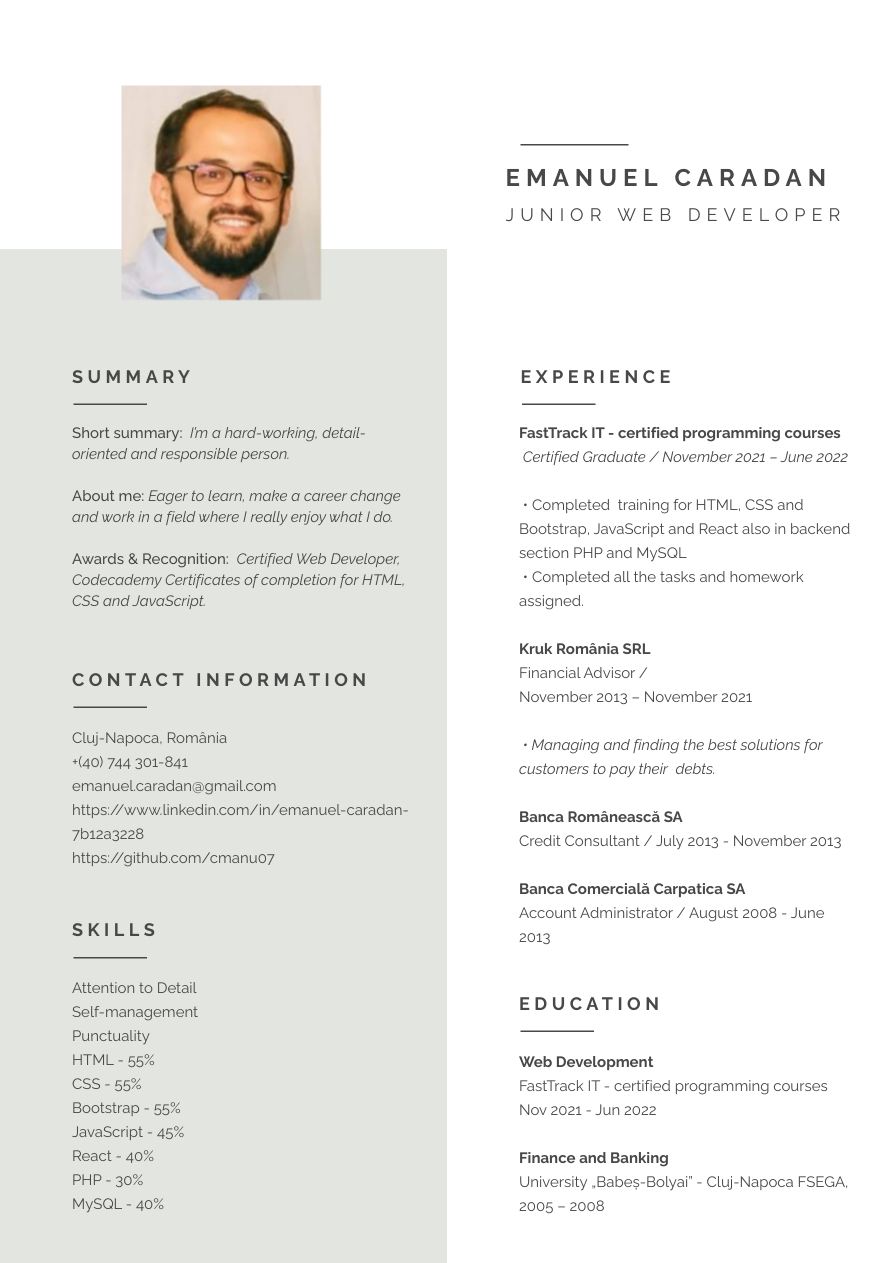 EMANUEL CARADAN
JUNIOR WEB DEVELOPER
SUMMARY
Short summary:  I'm a hard-working, detail-
oriented and responsible person.
About me: Eager to learn, make a career change
and work in a field where I really enjoy what I do.
Awards & Recognition:  Certified Web Developer,
Codecademy Certificates of completion for HTML,
CSS and JavaScript.
CONTACT INFORMATION
Cluj-Napoca, România
+(40) 744 301-841
emanuel.caradan@gmail.com
https://www.linkedin.com/in/emanuel-caradan-
7b12a3228
https://github.com/cmanu07
SKILLS
Attention to Detail
Self-management
Punctuality
HTML - 55%
CSS - 55%
Bootstrap - 55%
JavaScript - 45%
React - 40%
PHP - 30%
MySQL - 40%
EXPERIENCE
FastTrack IT - certified programming courses
Certified Graduate / November 2021 – June 2022
• Completed  training for HTML, CSS and
Bootstrap, JavaScript and React also in backend
section PHP and MySQL
• Completed all the tasks and homework
assigned.
Kruk România SRL
Financial Advisor /
November 2013 – November 2021
• Managing and finding the best solutions for
customers to pay their  debts.
Banca Românească SA
Credit Consultant / July 2013 - November 2013
Banca Comercială Carpatica SA
Account Administrator / August 2008 - June
2013
EDUCATION
Web Development
FastTrack IT - certified programming courses
Nov 2021 - Jun 2022
Finance and Banking
University „Babeș-Bolyai” - Cluj-Napoca FSEGA,
2005 – 2008